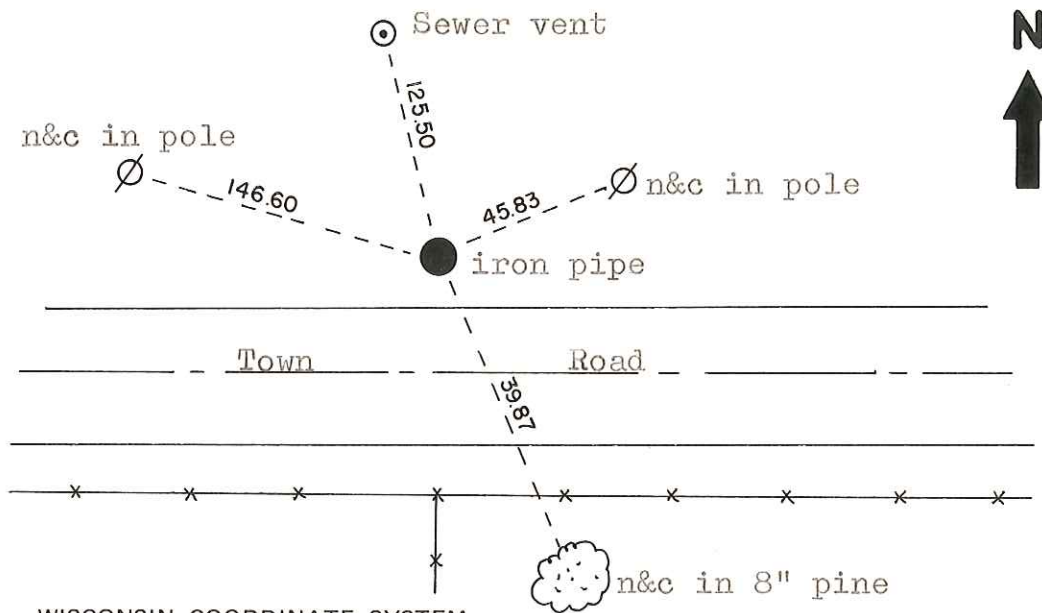 Sewer vent
N
125.50
n&c in pole
146.60
45.83
n&c in pole
iron pipe
Town Road
39.87
n&c in 8" pine
WISCONSIN COORDINATE SYSTEM